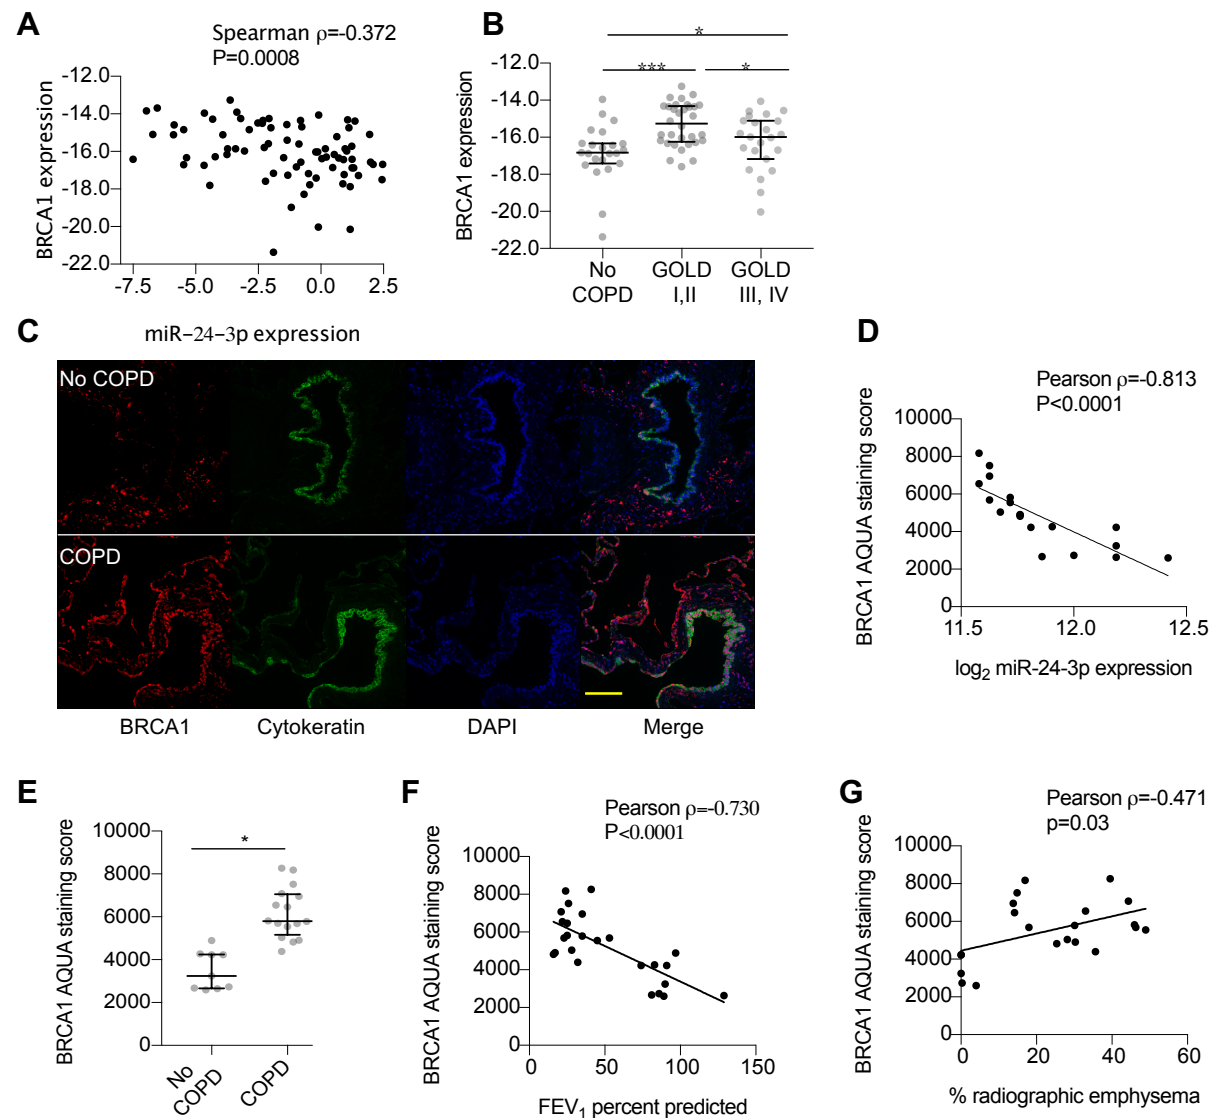 A
Spearman ρ=-0.372
P=0.0008
BRCA1 expression
-12.0
-14.0
-16.0
-18.0
-20.0
-22.0
-7.5
-5.0
-2.5
0.0
2.5
miR-24-3p expression
B
*
***
*
BRCA1 expression
-12.0
-14.0
-16.0
-18.0
-20.0
-22.0
No
COPD
GOLD
I,II
GOLD
III, IV
C
No COPD
COPD
BRCA1
Cytokeratin
DAPI
Merge
D
Pearson ρ=-0.813
P<0.0001
BRCA1 AQUA staining score
10000
8000
6000
4000
2000
0
11.5
12.0
12.5
log2 miR-24-3p expression
E
*
BRCA1 AQUA staining score
10000
8000
6000
4000
2000
0
No
COPD
COPD
F
Pearson ρ=-0.730
P<0.0001
BRCA1 AQUA staining score
10000
8000
6000
4000
2000
0
0
50
100
150
FEV1 percent predicted
G
Pearson ρ=-0.471
p=0.03
BRCA1 AQUA staining score
10000
8000
6000
4000
2000
0
0
20
40
60
% radiographic emphysema